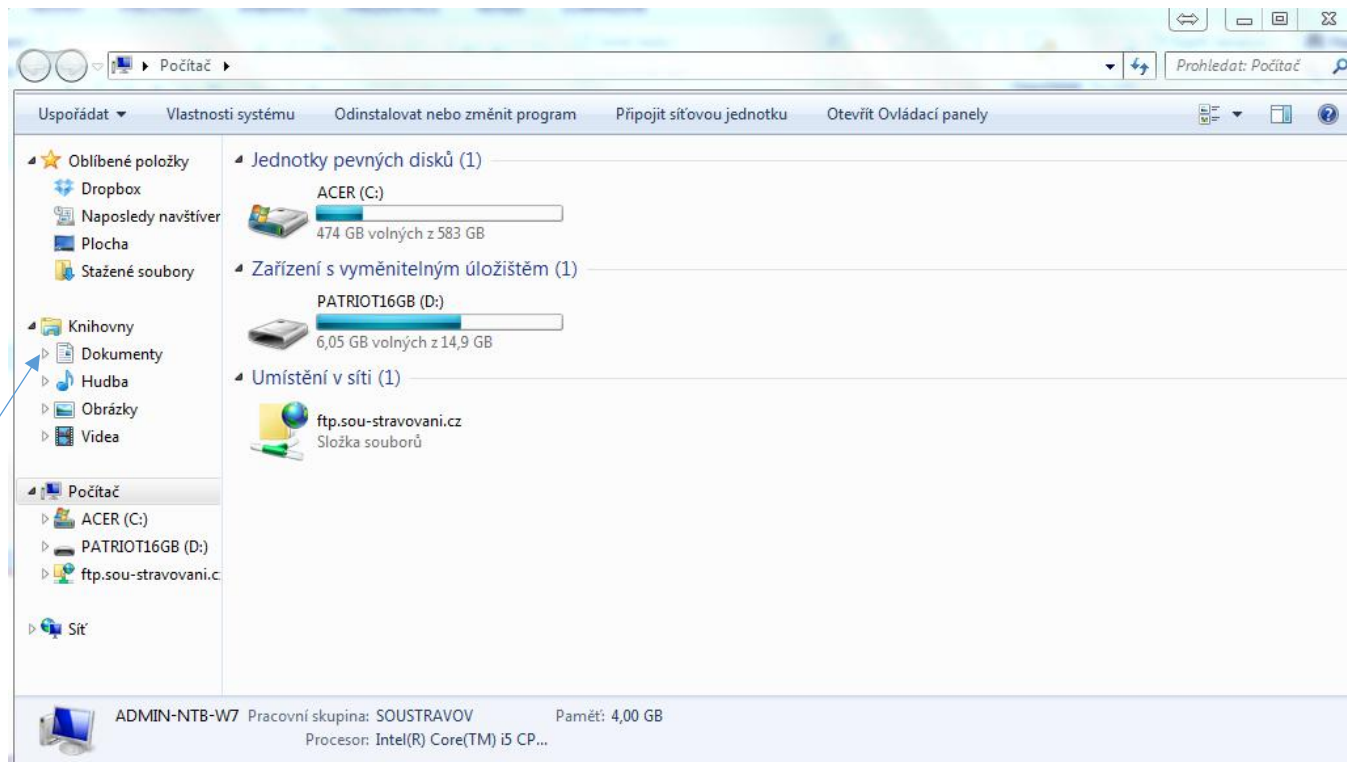 Počítač
Prohledat: Počítač
Uspořádat Vlastnosti systému Odinstalovat nebo změnit program Připojit síťovou jednotku Otevřít Ovládací panely
Oblíbené položky
Dropbox
Naposledy navštíver
Plocha
Stažené soubory
Knihovny
Dokumenty
Hudba
Obrázky
Videa
Počítač
ACER (C:)
PATRIOT16GB (D:)
ftp.sou-stravovani.c
Síť
Jednotky pevných disků (1)
ACER (C:)
474 GB volných z 583 GB
Zařízení s vyměnitelným úložištěm (1)
PATRIOT16GB (D:)
6,05 GB volných z 14,9 GB
Umístění v síti (1)
ftp.sou-stravovani.cz
Složka souborů
ADMIN-NTB-W7 Pracovní skupina: SOUSTRAVOV Paměť: 4,00 GB
Procesor: Intel(R) Core(TM) i5 CP...